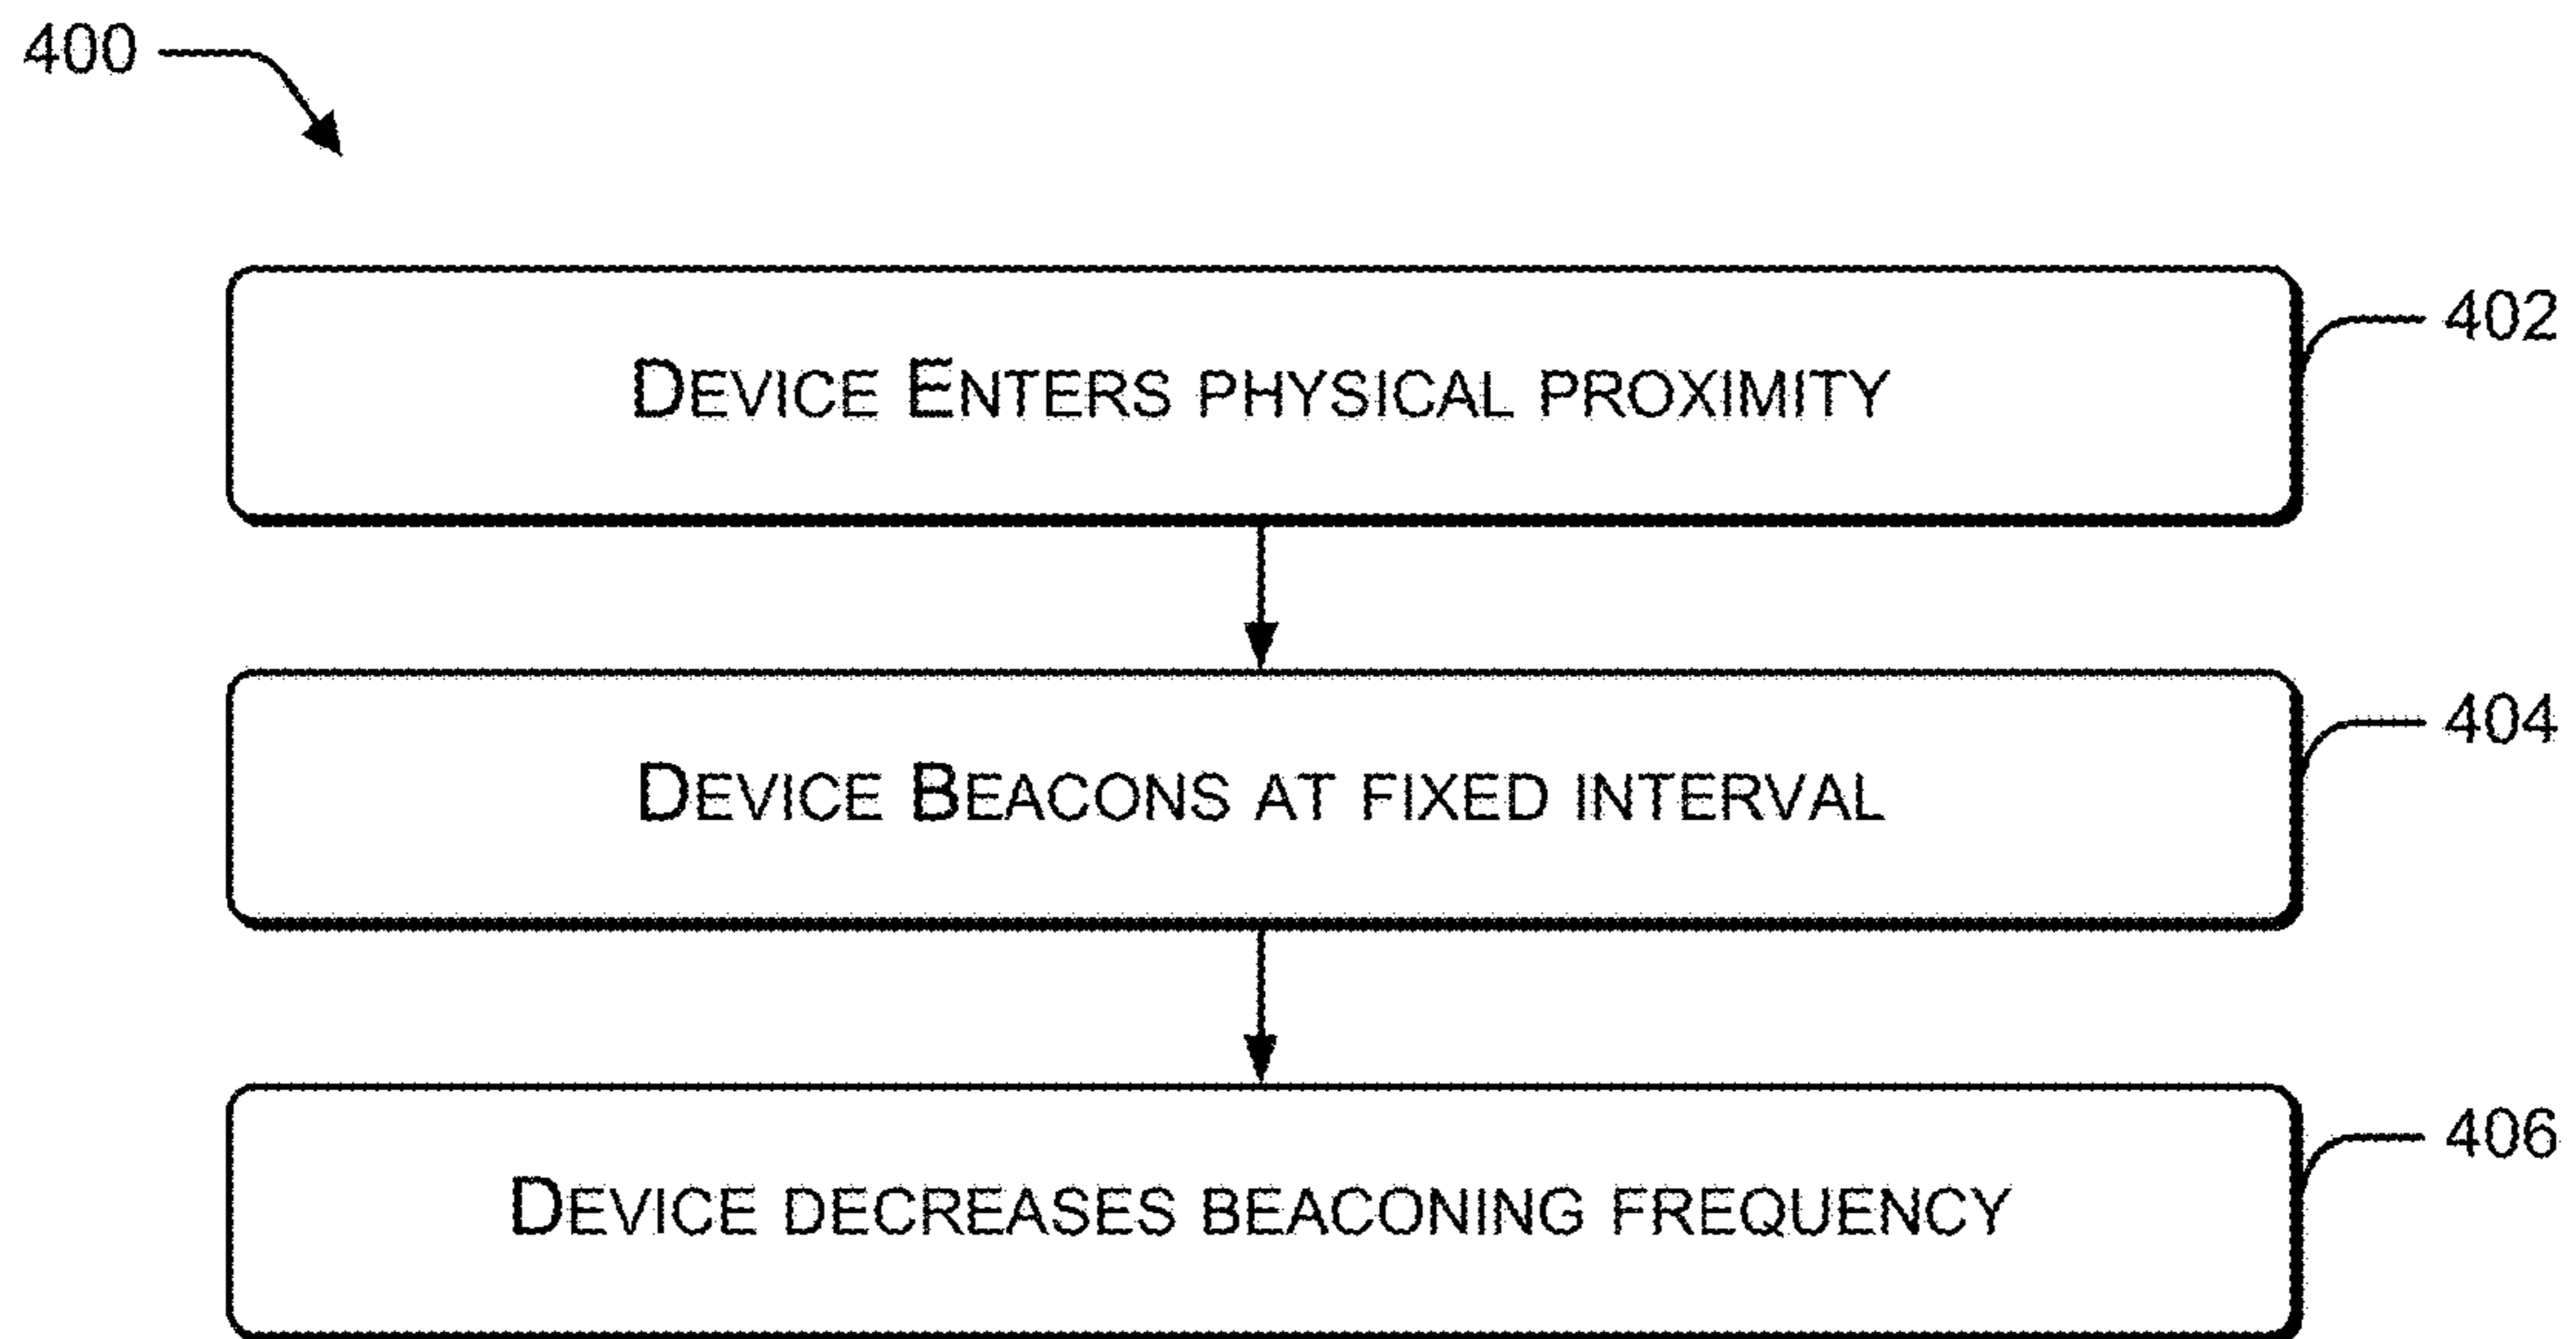 400
402
DEVICE ENTERS PHYSICAL PROXIMITY
404
DEVICE BEACONS AT FIXED INTERVAL
406
DEVICE DECREASES BEACONING FREQUENCY